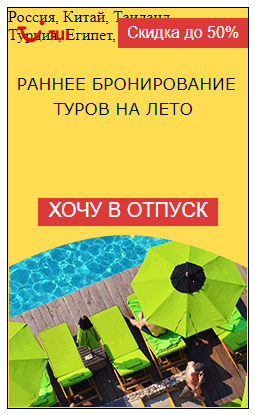 Россия, Китай, Таиланд
Турция, Египет,
Скидка до 50%
РАННЕЕ БРОНИРОВАНИЕ
ТУРОВ НА ЛЕТО
ХОЧУ В ОТПУСК